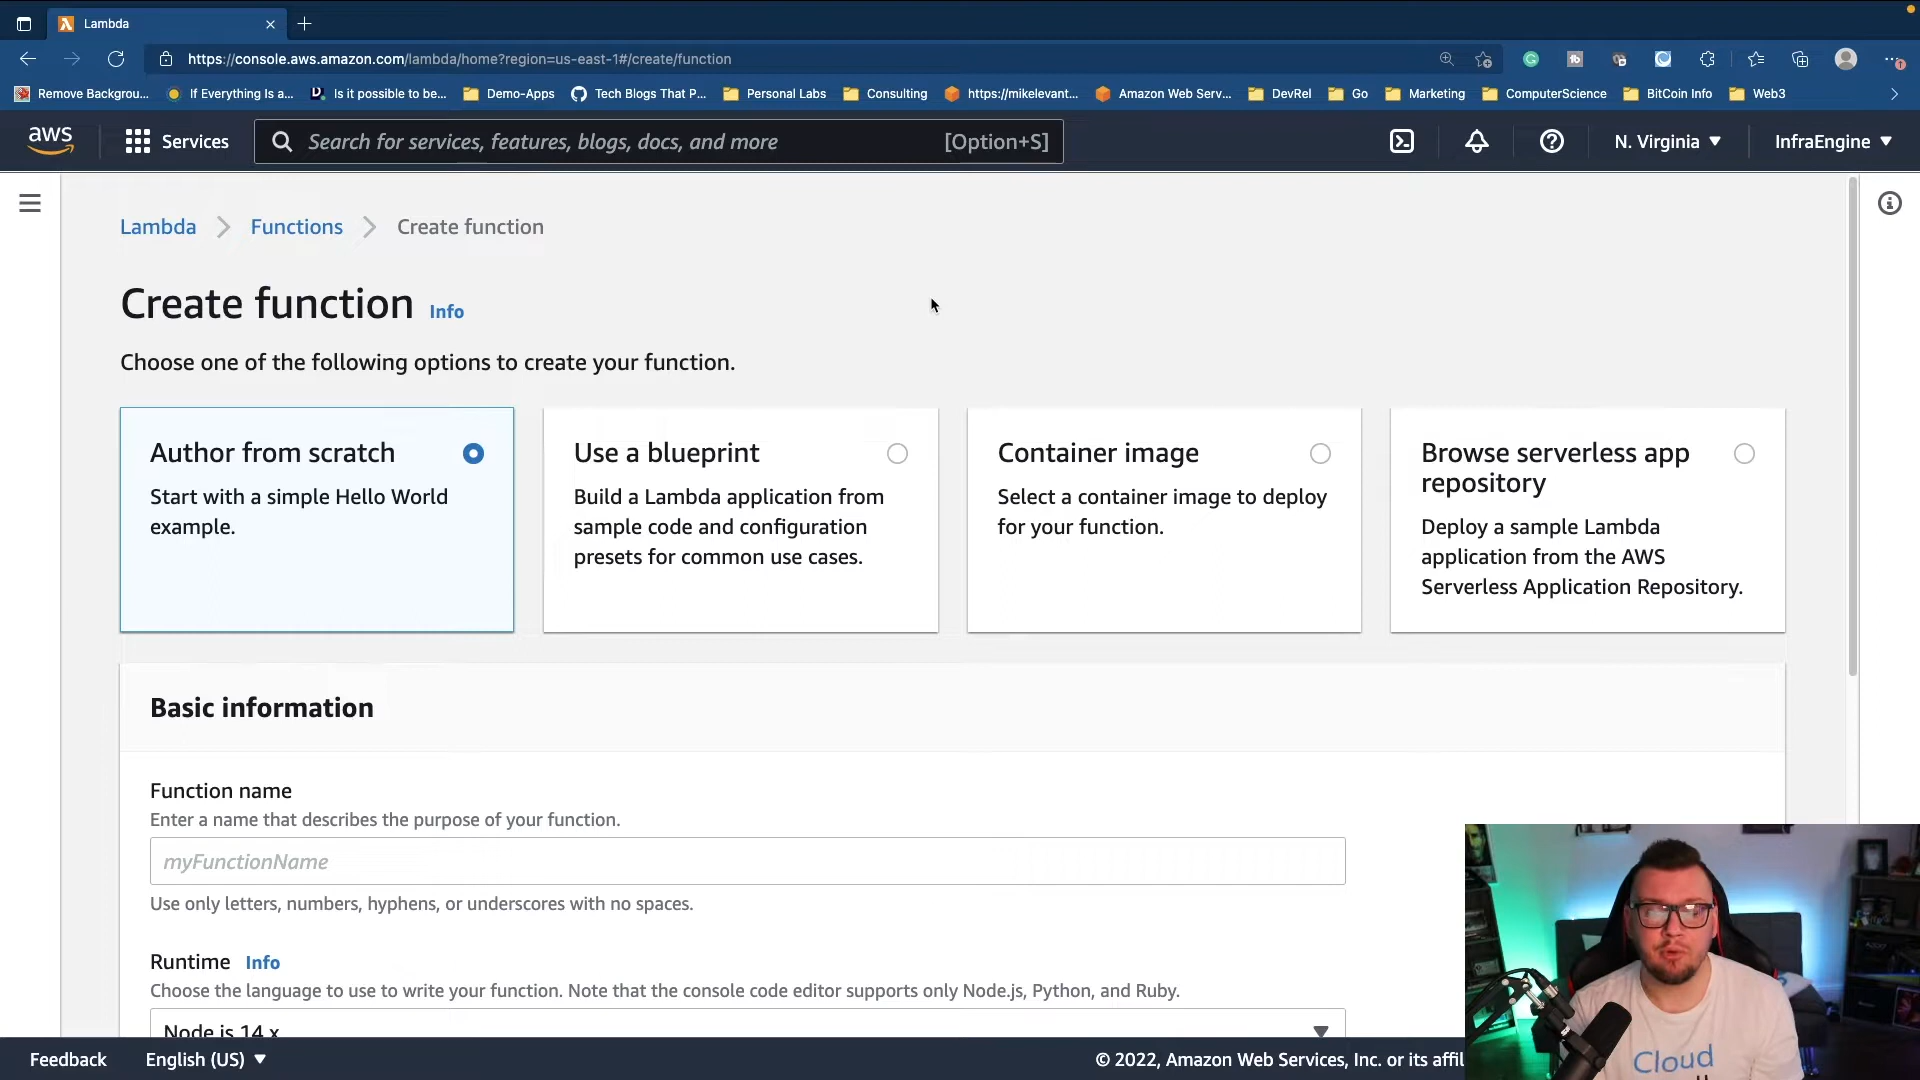 Lambda
https://console.aws.amazon.com/lambda/home?region=us-east-1#/create/function
Remove Backgrou...
If Everything Is a...
Is it possible to be...
Demo-Apps
Tech Blogs That P...
Personal Labs
Consulting
https://mikelevant...
Amazon Web Serv...
DevRel
Go
Marketing
ComputerScience
BitCoin Info
Web3
aws
Services
Search for services, features, blogs, docs, and more
[Option+S]
N. Virginia
InfraEngine
Lambda
Functions
Create function
Create function Info
Choose one of the following options to create your function.
Author from scratch
Start with a simple Hello World
example.
Use a blueprint
Build a Lambda application from
sample code and configuration
presets for common use cases.
Container image
Select a container image to deploy
for your function.
Browse serverless app
repository
Deploy a sample Lambda
application from the AWS
Serverless Application Repository.
Basic information
Function name
Enter a name that describes the purpose of your function.
myFunctionName
Use only letters, numbers, hyphens, or underscores with no spaces.
Runtime Info
Choose the language to use to write your function. Note that the console code editor supports only Node.js, Python, and Ruby.
Node.js 14.x
Feedback
English (US)
© 2022, Amazon Web Services, Inc. or its affil
Cloud